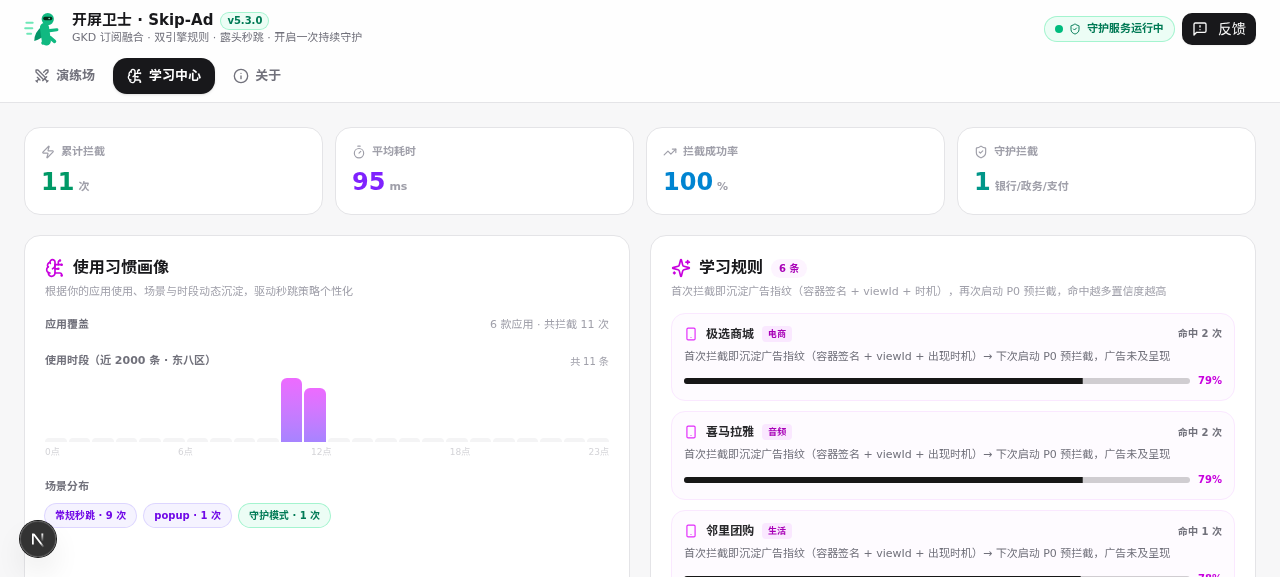 开屏卫士 · Skip-Ad v5.3.0
GKD 订阅融合 · 双引擎规则 · 露头秒跳 · 开启一次持续守护
守护服务运行中
反馈
演练场
学习中心
关于
累计拦截
11 次
平均耗时
95 ms
拦截成功率
100 %
守护拦截
1 银行/政务/支付
使用习惯画像
根据你的应用使用、场景与时段动态沉淀，驱动秒跳策略个性化
应用覆盖
6 款应用 · 共拦截 11 次
使用时段（近 2000 条 · 东八区）
共 11 条
0点
6点
12点
18点
23点
场景分布
常规秒跳 · 9 次
popup · 1 次
守护模式 · 1 次
N
学习规则 6 条
首次拦截即沉淀广告指纹（容器签名 + viewId + 时机），再次启动 P0 预拦截，命中越多置信度越高
极选商城 电商
命中 2 次
首次拦截即沉淀广告指纹（容器签名 + viewId + 出现时机）→ 下次启动 P0 预拦截，广告未及呈现
79%
喜马拉雅 音频
命中 2 次
首次拦截即沉淀广告指纹（容器签名 + viewId + 出现时机）→ 下次启动 P0 预拦截，广告未及呈现
79%
邻里团购 生活
命中 1 次
首次拦截即沉淀广告指纹（容器签名 + viewId + 出现时机）→ 下次启动 P0 预拦截，广告未及呈现